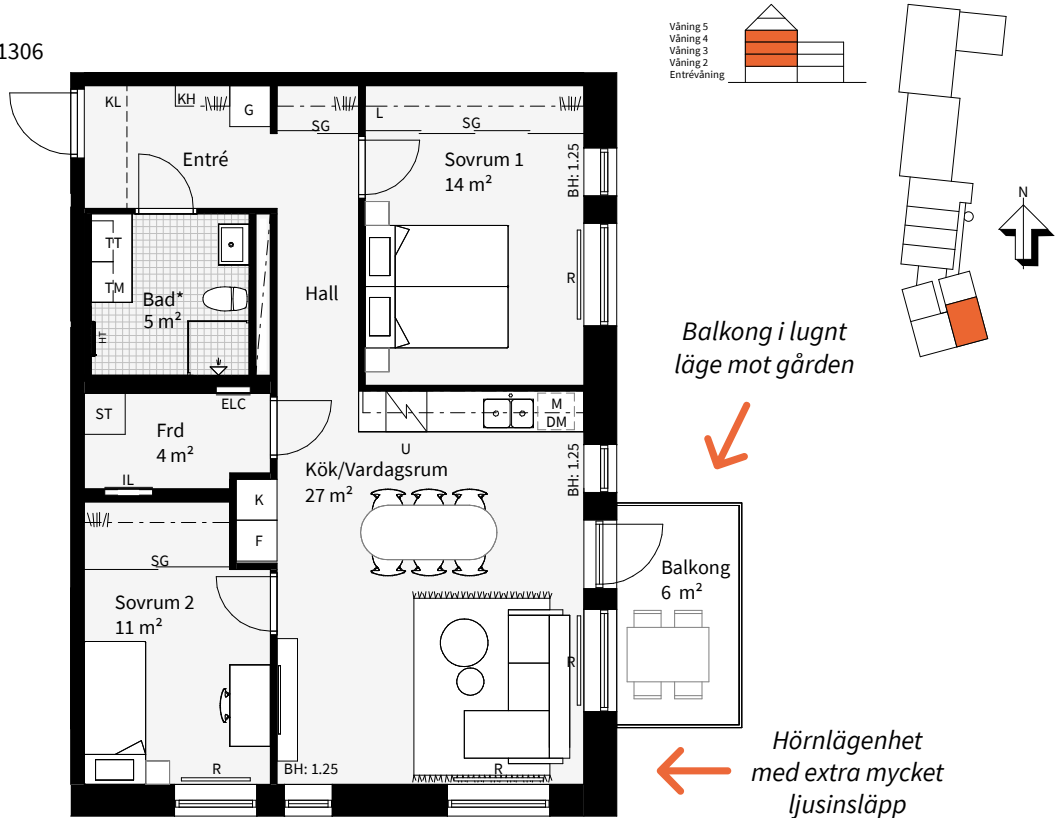 1306
Våning 5
Våning 4
Våning 3
Våning 2
Entrévåning
N
KL
KH
G
SG
L
SG
Entré
Sovrum 1
14 m²
BH: 1.25
TT
TM
Bad*
5 m²
HT
Hall
R
Balkong i lugnt
läge mot gården
ST
ELC
Frd
4 m²
IL
M
DM
U
Kök/Vardagsrum
27 m²
BH: 1.25
K
F
SG
Sovrum 2
11 m²
Balkong
6 m²
R
R
BH: 1.25
R
Hörnlägenhet
med extra mycket
ljusinsläpp